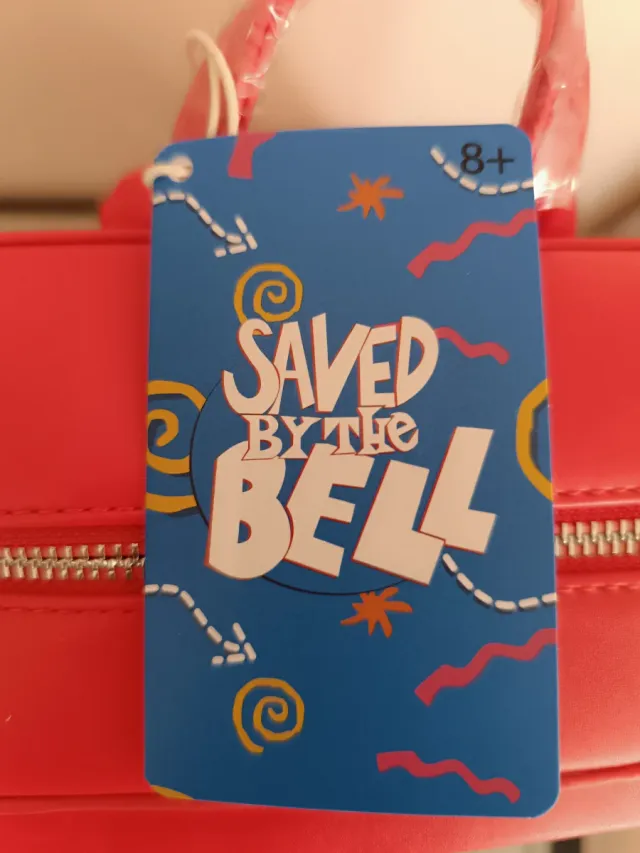 8+
SAVED
BY THE
BELL